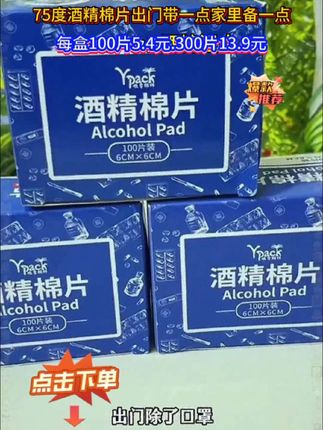 75度酒精棉片出门带一点家里备一点
每盒100片5.4元.300片13.9元
爆款
推荐
Ypack
酒精棉片
Alcohol Pad
100片装
6CM×6CM
Ypack
酒精棉片
Alcohol Pad
100片装
6CM×6CM
Ypack
酒精棉片
Alcohol Pad
100片装
6CM×6CM
点击下单
出门除了口罩